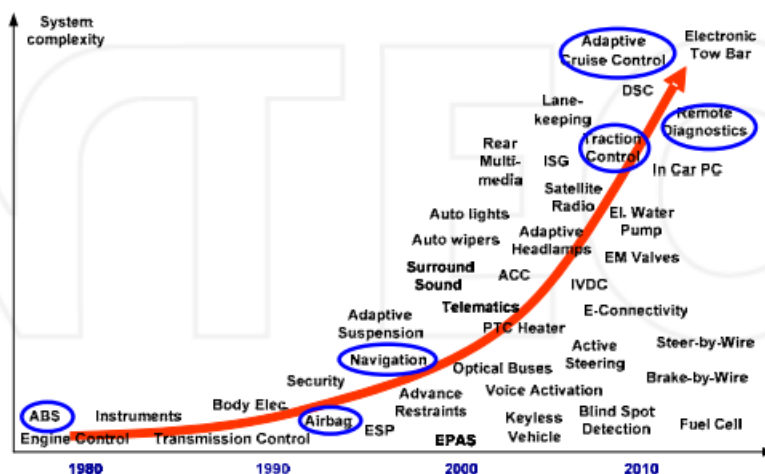 System
complexity
Adaptive
Cruise Control
Electronic
Tow Bar
DSC
Lane-
keeping
Remote
Diagnostics
Traction
Control
Rear
Multi-
media
ISG
In Car PC
Satellite
Radio
Auto lights
El. Water
Pump
Auto wipers
Adaptive
Headlamps
EM Valves
Surround
Sound
ACC
IVDC
Telematics
E-Connectivity
Adaptive
Suspension
PTC Heater
Steer-by-Wire
Active
Steering
Navigation
Optical Buses
Brake-by-Wire
Security
Voice Activation
Advance
Restraints
Body Elec.
ABS
Instruments
Airbag
ESP
Keyless
Vehicle
Blind Spot
Detection
Fuel Cell
Engine Control
Transmission Control
EPAS
1980
1990
2000
2010